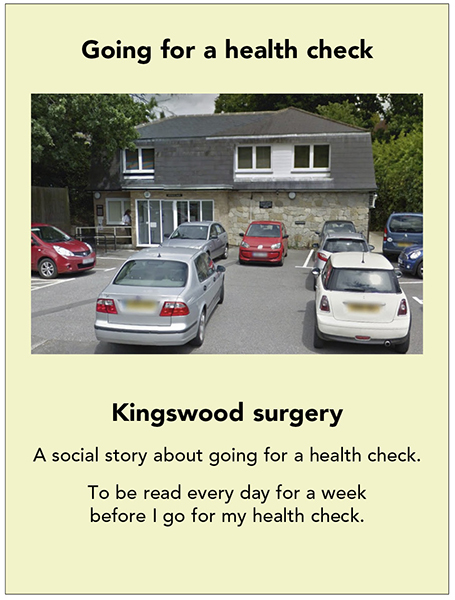 Going for a health check
Kingswood surgery
A social story about going for a health check.
To be read every day for a week
before I go for my health check.